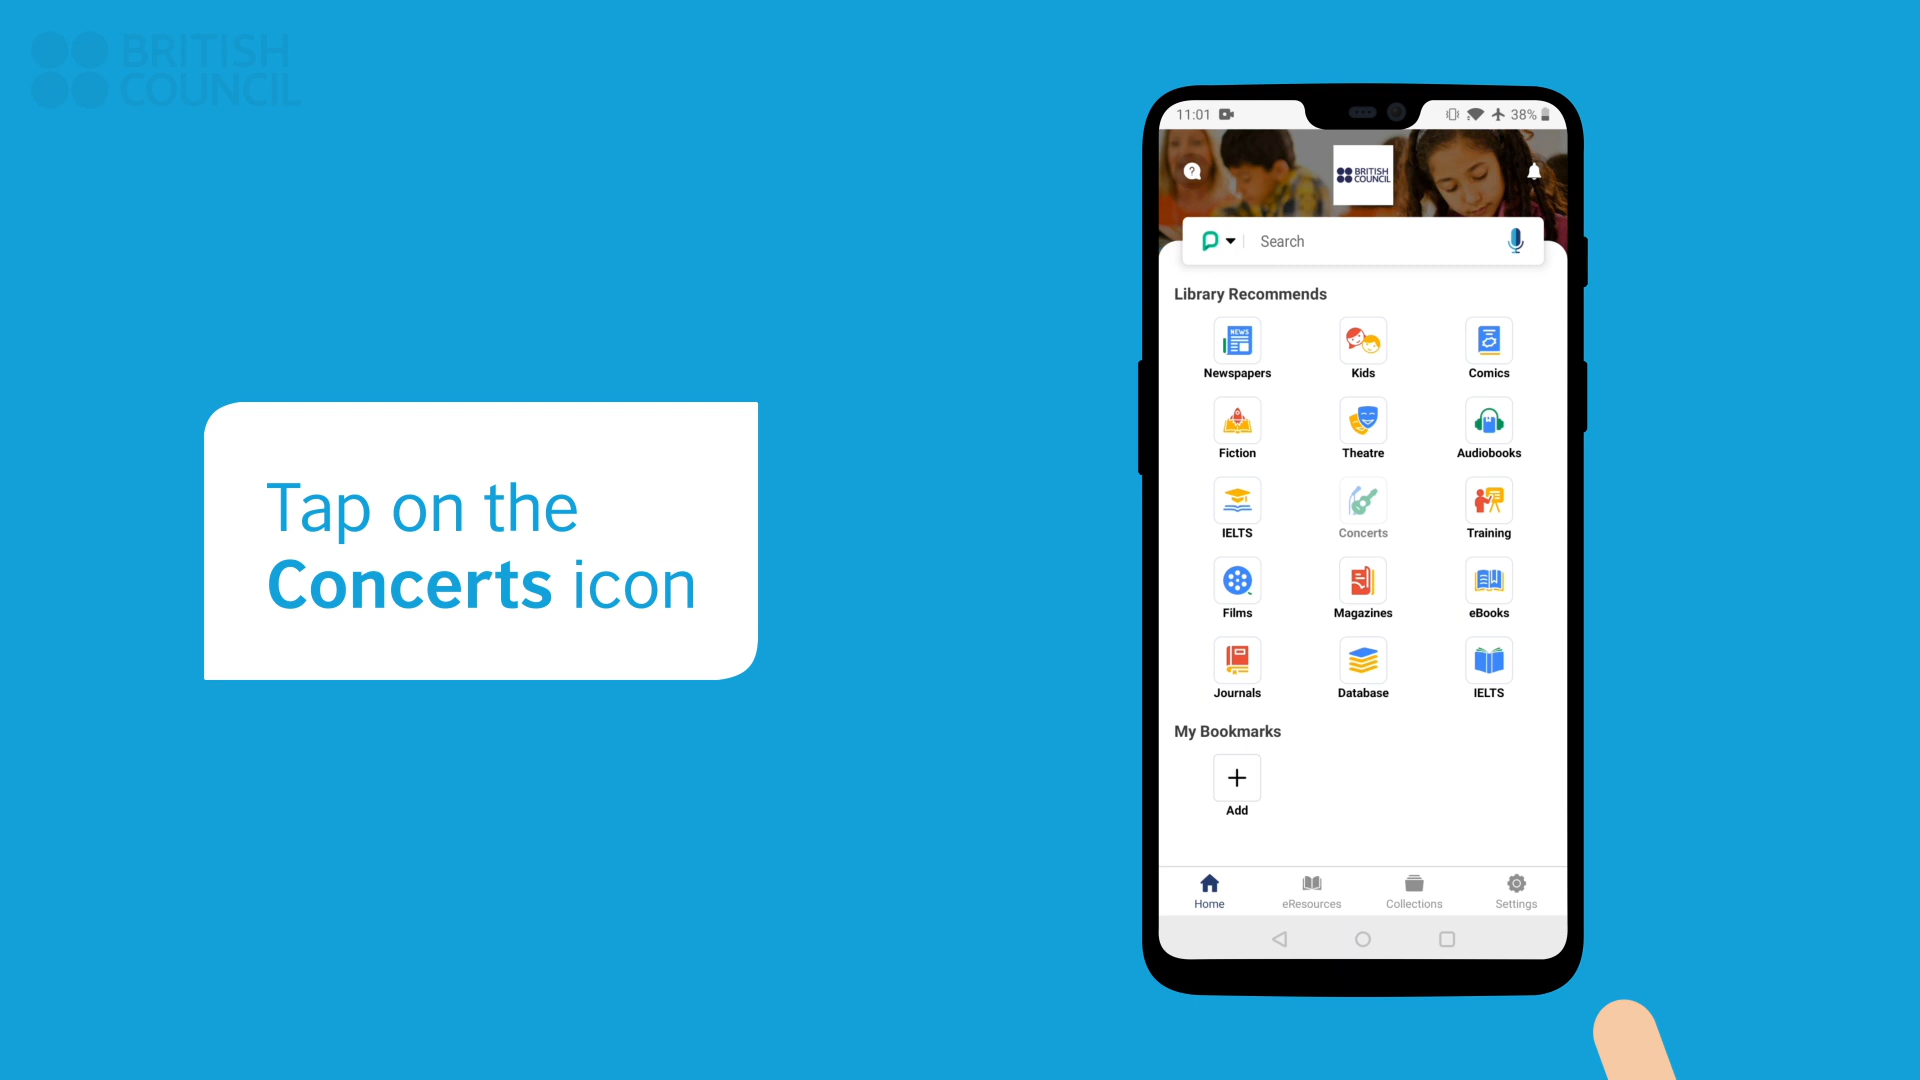 BRITISH
COUNCIL
Tap on the
Concerts icon
11:01
38%
BRITISH
COUNCIL
Search
Library Recommends
NEWS
Newspapers
Kids
Comics
Fiction
Theatre
Audiobooks
IELTS
Concerts
Training
Films
Magazines
eBooks
Journals
Database
IELTS
My Bookmarks
Add
Home
eResources
Collections
Settings